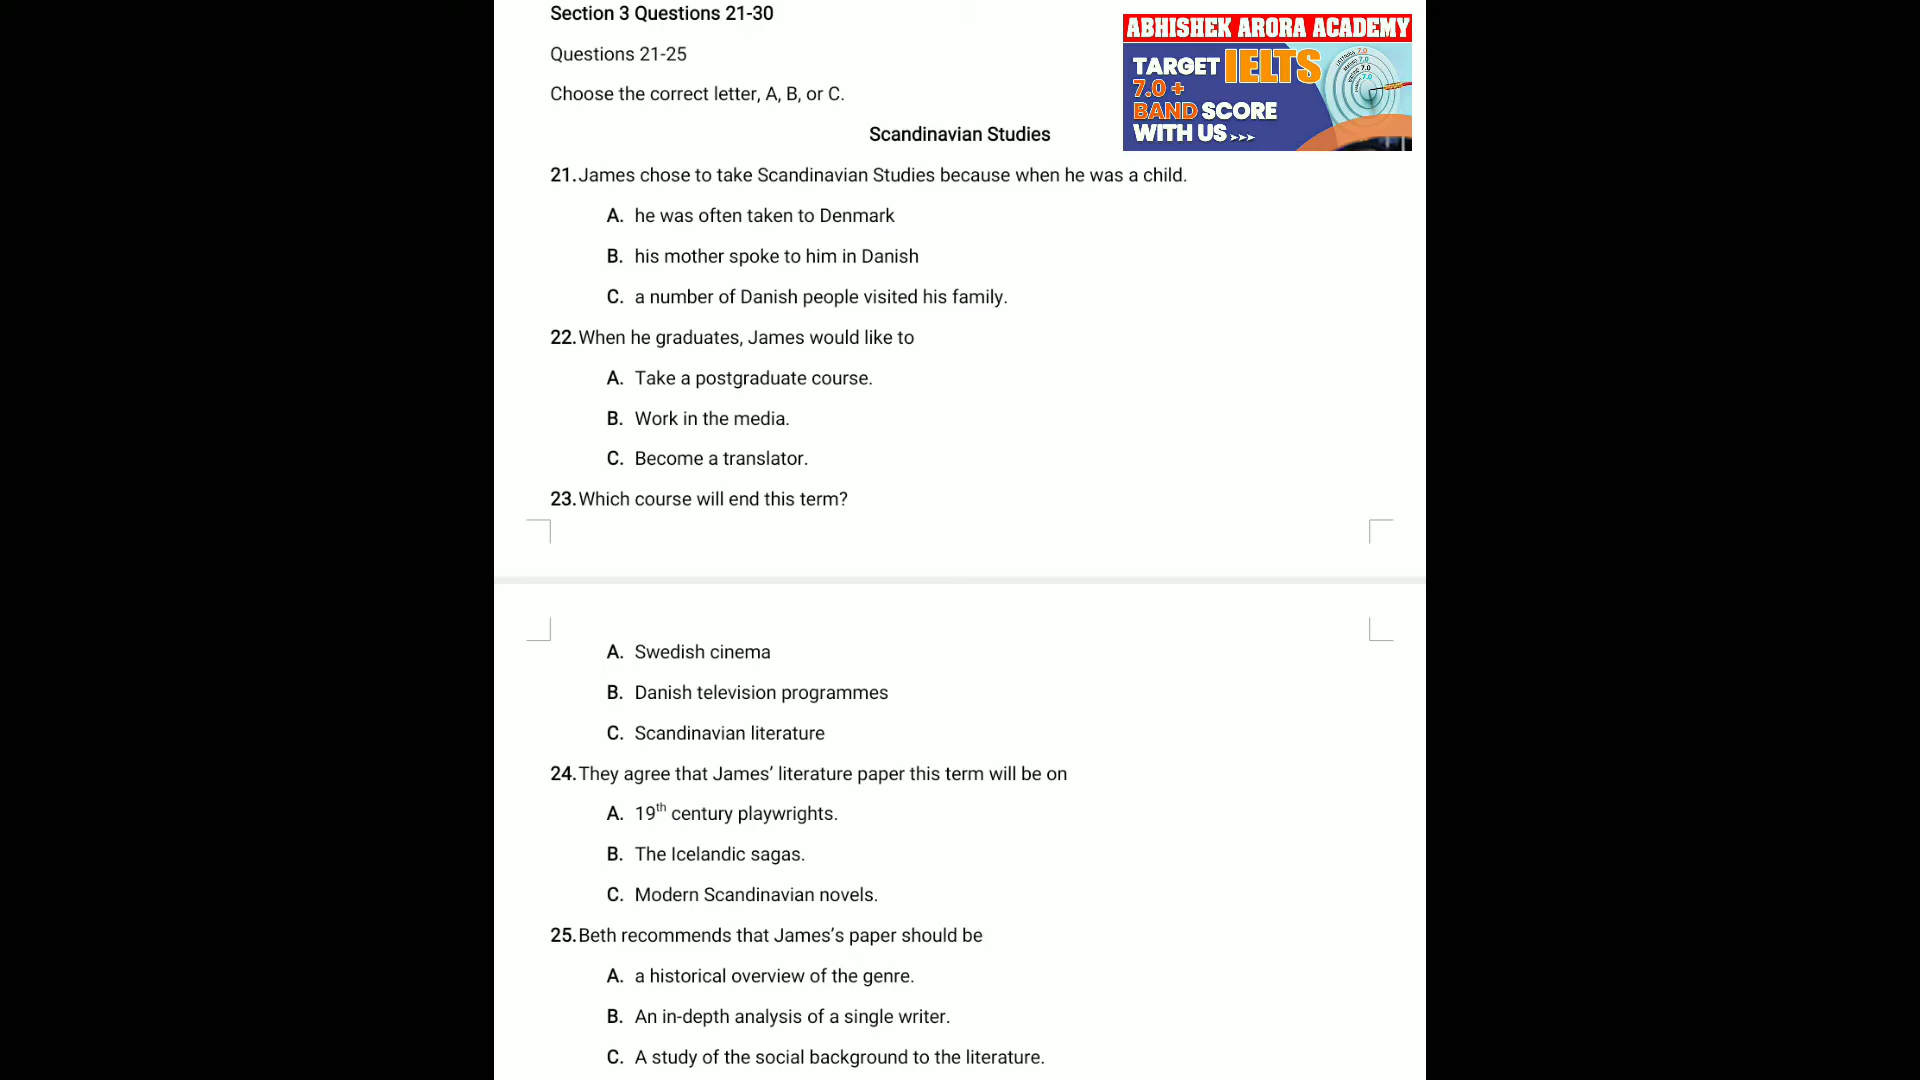 Section 3 Questions 21-30
Questions 21-25
Choose the correct letter, A, B, or C.
Scandinavian Studies
ABHISHEK ARORA ACADEMY
TARGET IELTS
7.0 +
BAND SCORE
WITH US >>>
21. James chose to take Scandinavian Studies because when he was a child.
A. he was often taken to Denmark
B. his mother spoke to him in Danish
C. a number of Danish people visited his family.
22. When he graduates, James would like to
A. Take a postgraduate course.
B. Work in the media.
C. Become a translator.
23. Which course will end this term?
A. Swedish cinema
B. Danish television programmes
C. Scandinavian literature
24. They agree that James’ literature paper this term will be on
A. 19th century playwrights.
B. The Icelandic sagas.
C. Modern Scandinavian novels.
25. Beth recommends that James’s paper should be
A. a historical overview of the genre.
B. An in-depth analysis of a single writer.
C. A study of the social background to the literature.